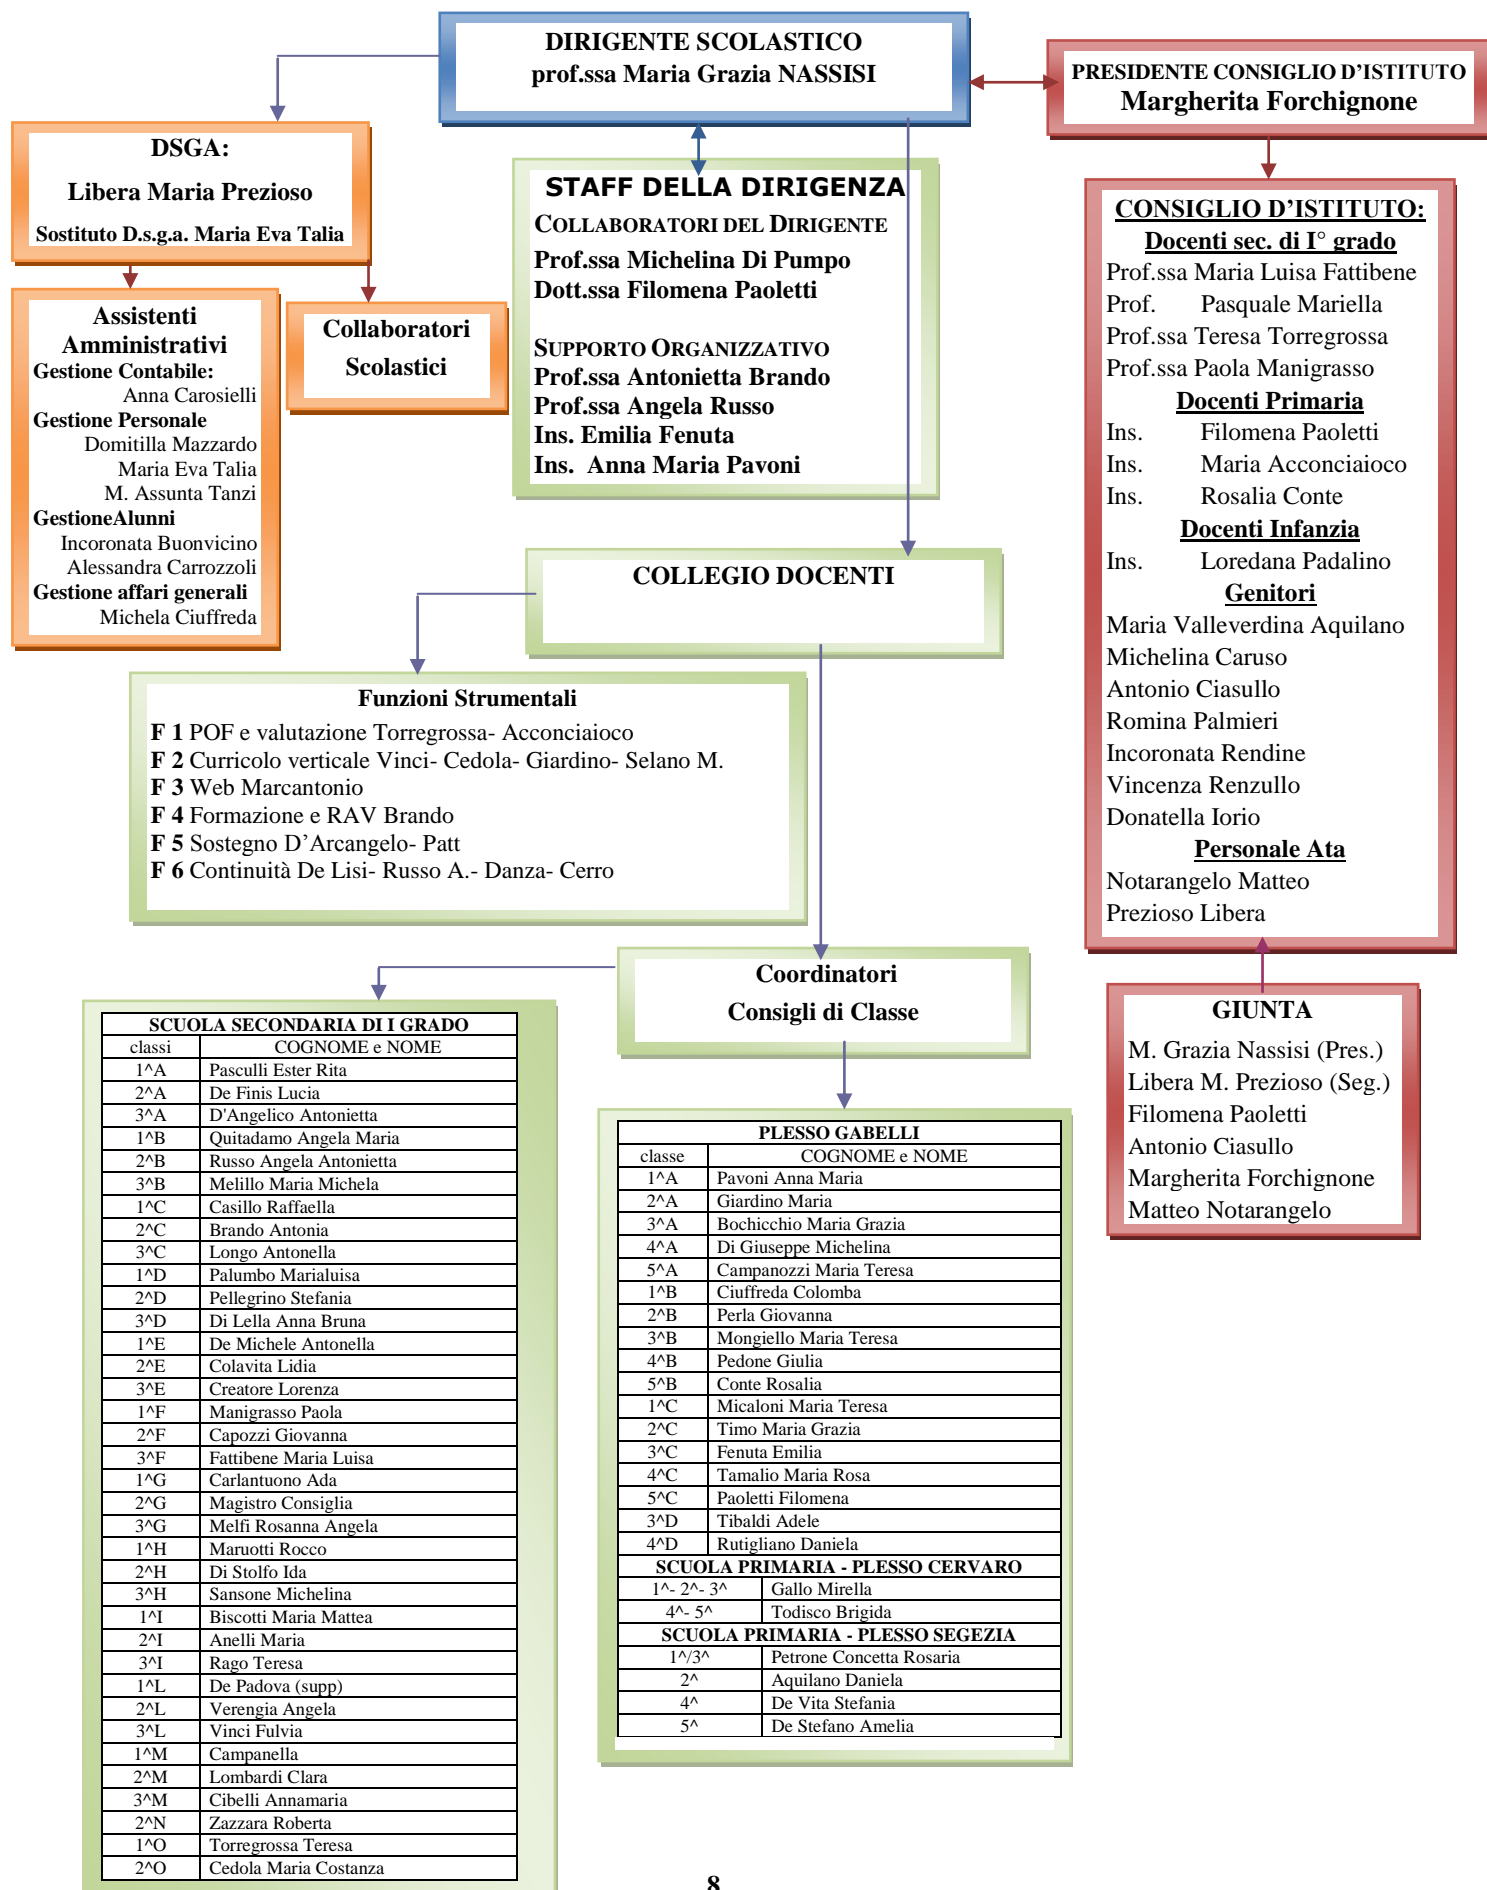 DIRIGENTE SCOLASTICO
prof.ssa Maria Grazia NASSISI
PRESIDENTE CONSIGLIO D'ISTITUTO
Margherita Forchignone
DSGA:
Libera Maria Prezioso
Sostituto D.s.g.a. Maria Eva Talia
Assistenti
Amministrativi
Gestione Contabile:
Anna Carosielli
Gestione Personale
Domitilla Mazzardo
Maria Eva Talia
M. Assunta Tanzi
GestioneAlunni
Incoronata Buonvicino
Alessandra Carrozzoli
Gestione affari generali
Michela Ciuffreda
Collaboratori
Scolastici
STAFF DELLA DIRIGENZA
COLLABORATORI DEL DIRIGENTE
Prof.ssa Michelina Di Pumpo
Dott.ssa Filomena Paoletti
SUPPORTO ORGANIZZATIVO
Prof.ssa Antonietta Brando
Prof.ssa Angela Russo
Ins. Emilia Fenuta
Ins. Anna Maria Pavoni
CONSIGLIO D'ISTITUTO:
Docenti sec. di I° grado
Prof.ssa Maria Luisa Fattibene
Prof. Pasquale Mariella
Prof.ssa Teresa Torregrossa
Prof.ssa Paola Manigrasso
Docenti Primaria
Ins. Filomena Paoletti
Ins. Maria Acconciaioco
Ins. Rosalia Conte
Docenti Infanzia
Ins. Loredana Padalino
Genitori
Maria Valleverdina Aquilano
Michelina Caruso
Antonio Ciasullo
Romina Palmieri
Incoronata Rendine
Vincenza Renzullo
Donatella Iorio
Personale Ata
Notarangelo Matteo
Prezioso Libera
COLLEGIO DOCENTI
Funzioni Strumentali
F 1 POF e valutazione Torregrossa- Acconciaioco
F 2 Curricolo verticale Vinci- Cedola- Giardino- Selano M.
F 3 Web Marcantonio
F 4 Formazione e RAV Brando
F 5 Sostegno D'Arcangelo- Patt
F 6 Continuità De Lisi- Russo A.- Danza- Cerro
Coordinatori
Consigli di Classe
GIUNTA
M. Grazia Nassisi (Pres.)
Libera M. Prezioso (Seg.)
Filomena Paoletti
Antonio Ciasullo
Margherita Forchignone
Matteo Notarangelo
SCUOLA SECONDARIA DI I GRADO
classi COGNOME e NOME
1^A Pasculli Ester Rita
2^A De Finis Lucia
3^A D'Angelico Antonietta
1^B Quitadamo Angela Maria
2^B Russo Angela Antonietta
3^B Melillo Maria Michela
1^C Casillo Raffaella
2^C Brando Antonia
3^C Longo Antonella
1^D Palumbo Marialuisa
2^D Pellegrino Stefania
3^D Di Lella Anna Bruna
1^E De Michele Antonella
2^E Colavita Lidia
3^E Creatore Lorenza
1^F Manigrasso Paola
2^F Capozzi Giovanna
3^F Fattibene Maria Luisa
1^G Carlantuono Ada
2^G Magistro Consiglia
3^G Melfi Rosanna Angela
1^H Maruotti Rocco
2^H Di Stolfo Ida
3^H Sansone Michelina
1^I Biscotti Maria Mattea
2^I Anelli Maria
3^I Rago Teresa
1^L De Padova (supp)
2^L Verengia Angela
3^L Vinci Fulvia
1^M Campanella
2^M Lombardi Clara
3^M Cibelli Annamaria
2^N Zazzara Roberta
1^O Torregrossa Teresa
2^O Cedola Maria Costanza
PLESSO GABELLI
classe COGNOME e NOME
1^A Pavoni Anna Maria
2^A Giardino Maria
3^A Bochicchio Maria Grazia
4^A Di Giuseppe Michelina
5^A Campanozzi Maria Teresa
1^B Ciuffreda Colomba
2^B Perla Giovanna
3^B Mongiello Maria Teresa
4^B Pedone Giulia
5^B Conte Rosalia
1^C Micaloni Maria Teresa
2^C Timo Maria Grazia
3^C Fenuta Emilia
4^C Tamalio Maria Rosa
5^C Paoletti Filomena
3^D Tibaldi Adele
4^D Rutigliano Daniela
SCUOLA PRIMARIA - PLESSO CERVARO
1^- 2^- 3^ Gallo Mirella
4^- 5^ Todisco Brigida
SCUOLA PRIMARIA - PLESSO SEGEZIA
1^/3^ Petrone Concetta Rosaria
2^ Aquilano Daniela
4^ De Vita Stefania
5^ De Stefano Amelia
8